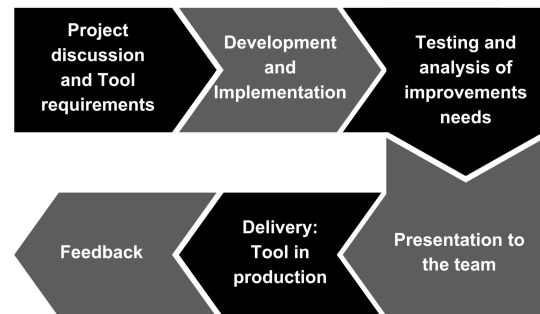 Project
discussion
and Tool
requirements
Development
and
Implementation
Testing and
analysis of
improvements
needs
Presentation to
the team
Delivery:
Tool in
production
Feedback